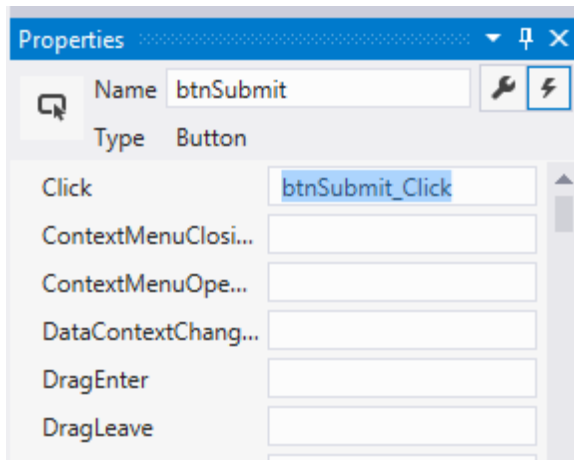 Properties
Name btnSubmit
Type Button
Click btnSubmit_Click
ContextMenuClosi...
ContextMenuOpe...
DataContextChang...
DragEnter
DragLeave